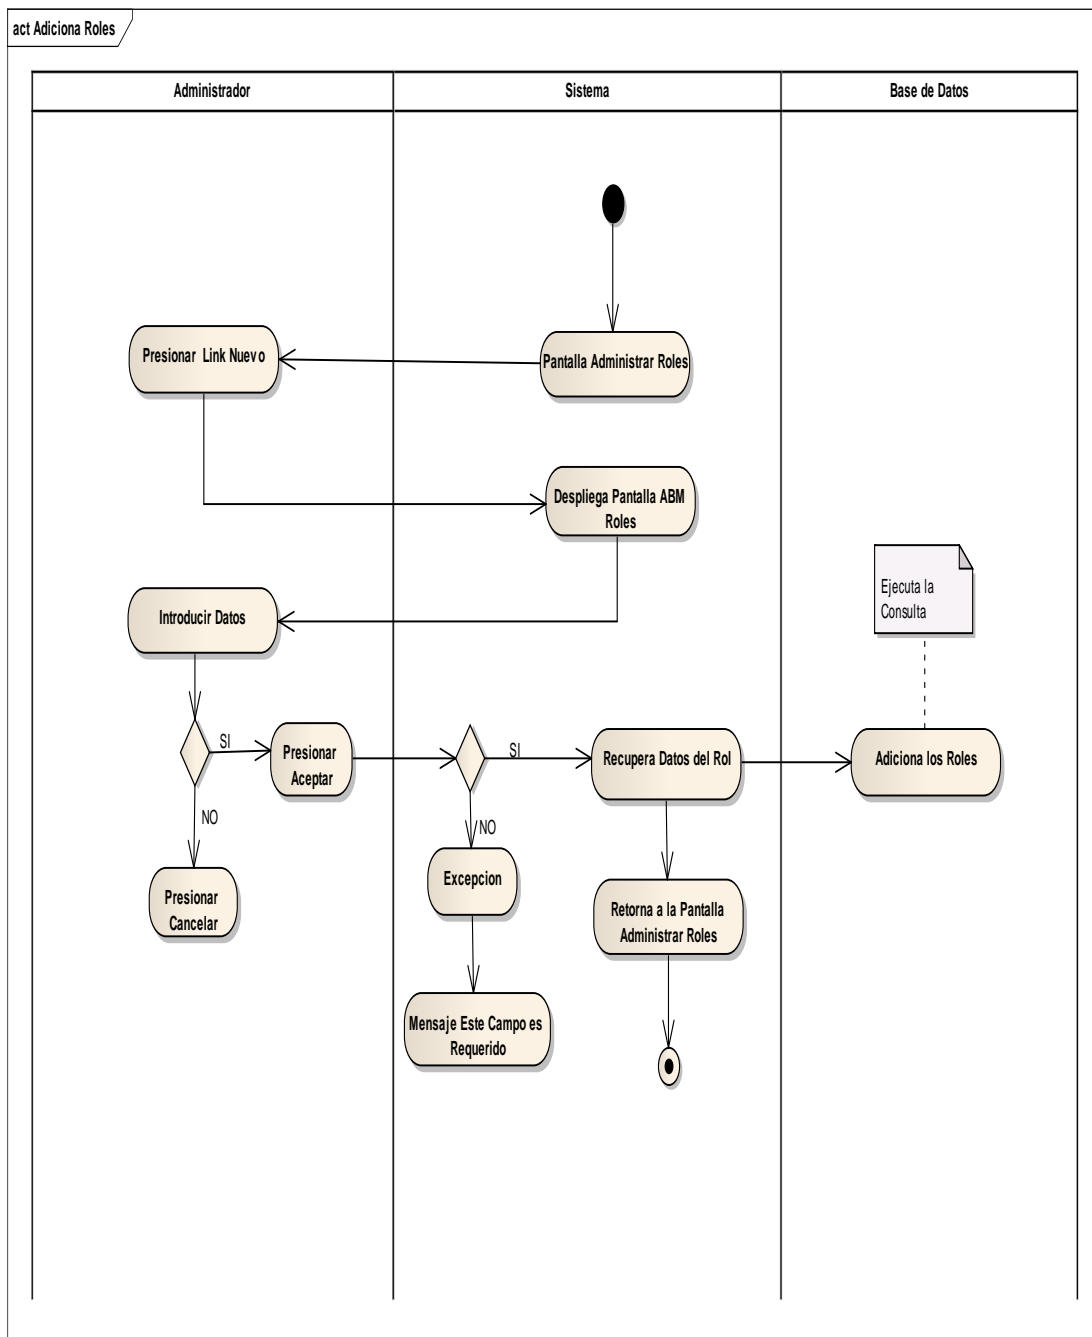 act Adiciona Roles
Administrador
Sistema
Base de Datos
Presionar Link Nuevo
Pantalla Administrar Roles
Despliega Pantalla ABM
Roles
Ejecuta la
Consulta
Introducir Datos
SI
Presionar
Aceptar
SI
Recupera Datos del Rol
Adiciona los Roles
NO
NO
Presionar
Cancelar
Excepcion
Retorna a la Pantalla
Administrar Roles
Mensaje Este Campo es
Requerido